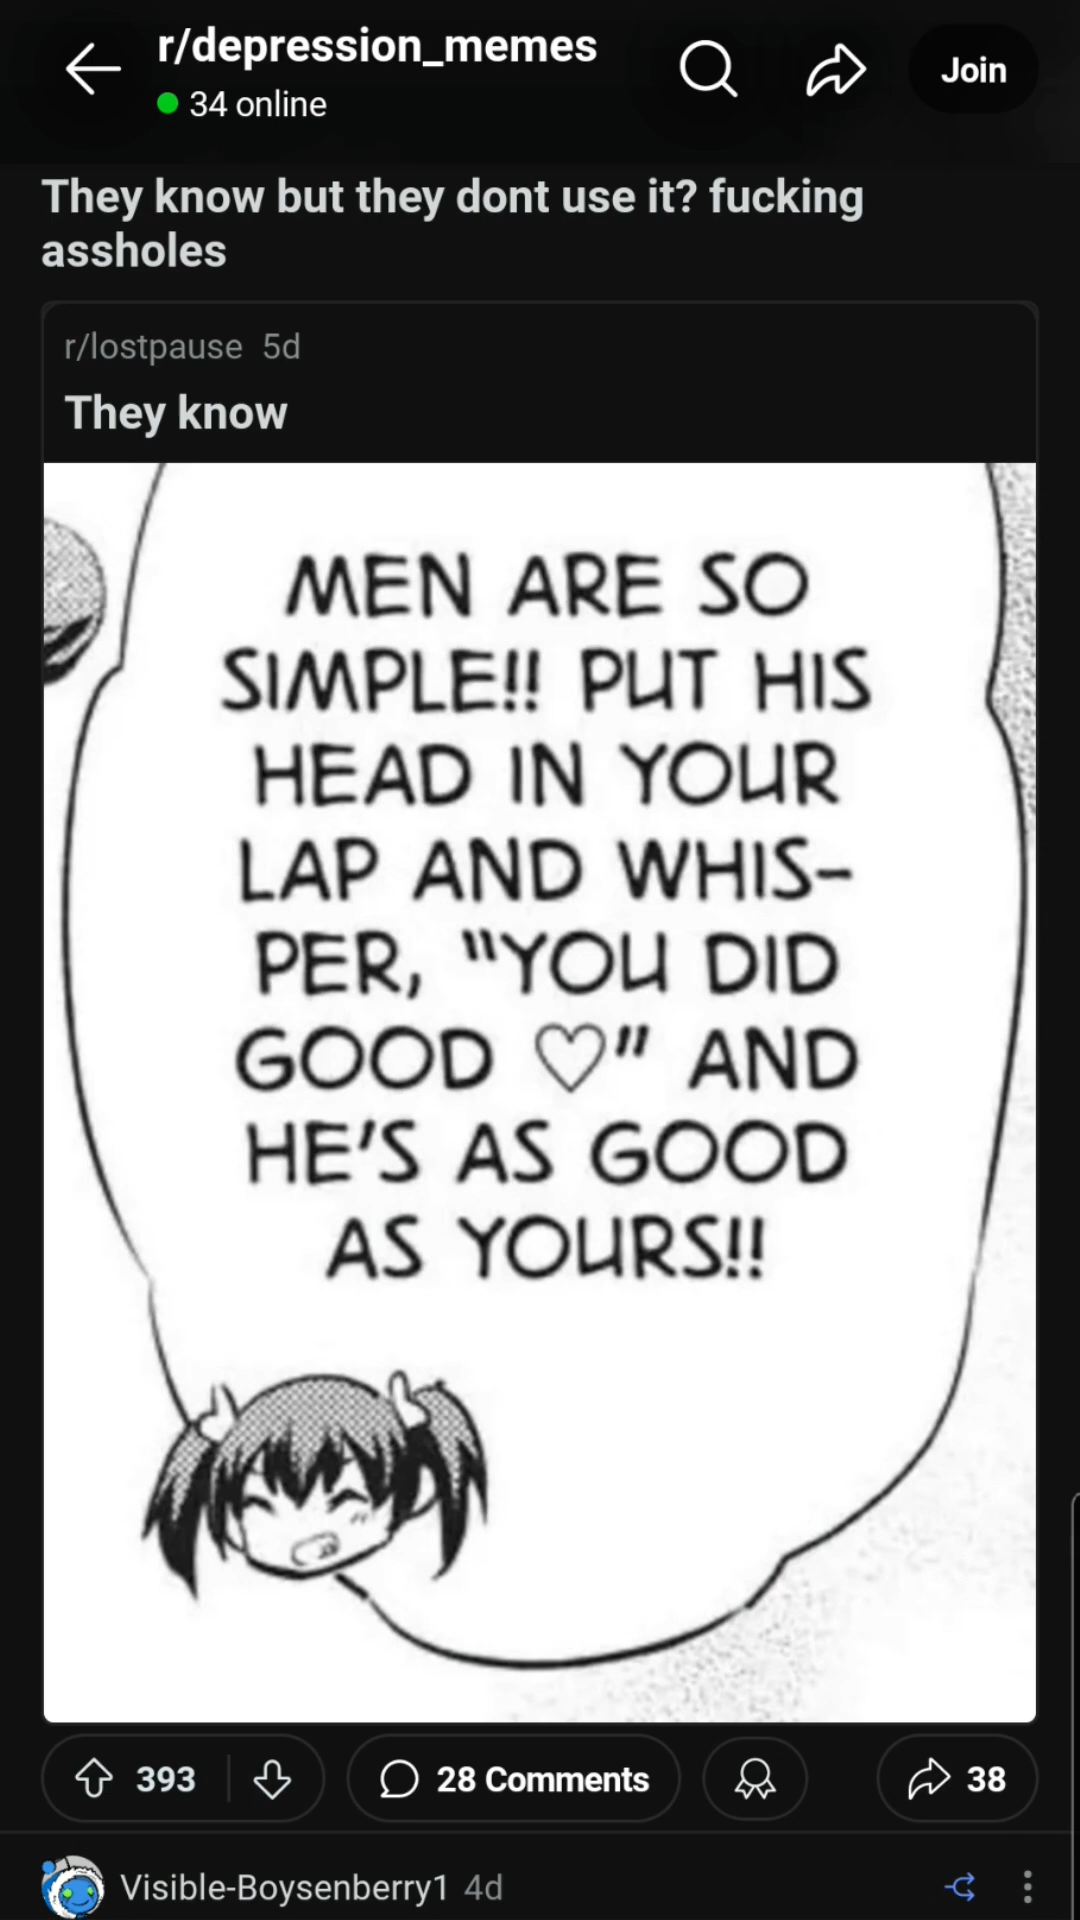 r/depression_memes
34 online
Join
They know but they dont use it? fucking
assholes
r/lostpause 5d
They know
MEN ARE SO
SIMPLE!! PUT HIS
HEAD IN YOUR
LAP AND WHIS-
PER, "YOU DID
GOOD ♡" AND
HE'S AS GOOD
AS YOURS!!
393
28 Comments
38
Visible-Boysenberry1 4d